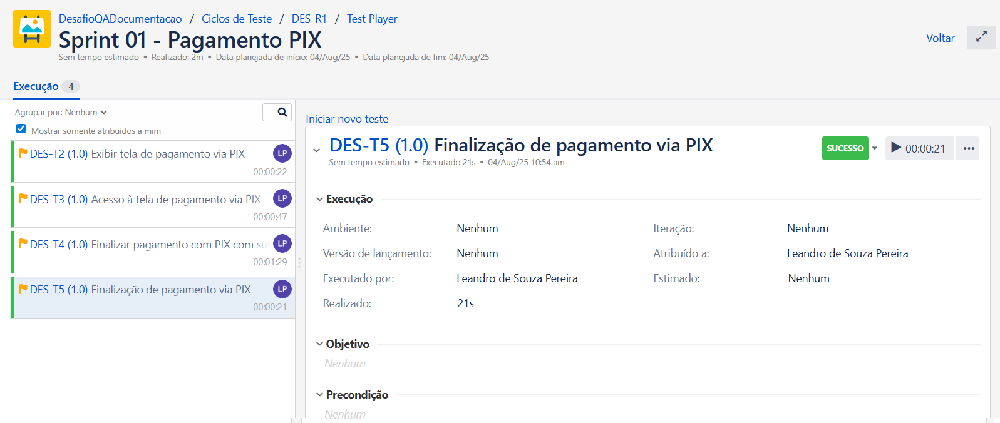 DesafioQADocumentacao / Ciclos de Teste / DES-R1 / Test Player
Sprint 01 - Pagamento PIX
Sem tempo estimado • Realizado: 2m • Data planejada de início: 04/Aug/25 • Data planejada de fim: 04/Aug/25
Voltar
Execução 4
Agrupar por: Nenhum
Mostrar somente atribuídos a mim
DES-T2 (1.0) Exibir tela de pagamento via PIX LP
00:00:22
DES-T3 (1.0) Acesso à tela de pagamento via PIX LP
00:00:47
DES-T4 (1.0) Finalizar pagamento com PIX com su LP
00:01:29
DES-T5 (1.0) Finalização de pagamento via PIX LP
00:00:21
Iniciar novo teste
DES-T5 (1.0) Finalização de pagamento via PIX SUCESSO 00:00:21
Sem tempo estimado • Executado 21s • 04/Aug/25 10:54 am
Execução
Ambiente: Nenhum Iteração: Nenhum
Versão de lançamento: Nenhum Atribuído a: Leandro de Souza Pereira
Executado por: Leandro de Souza Pereira Estimado: Nenhum
Realizado: 21s
Objetivo
Nenhum
Precondição
Nenhum